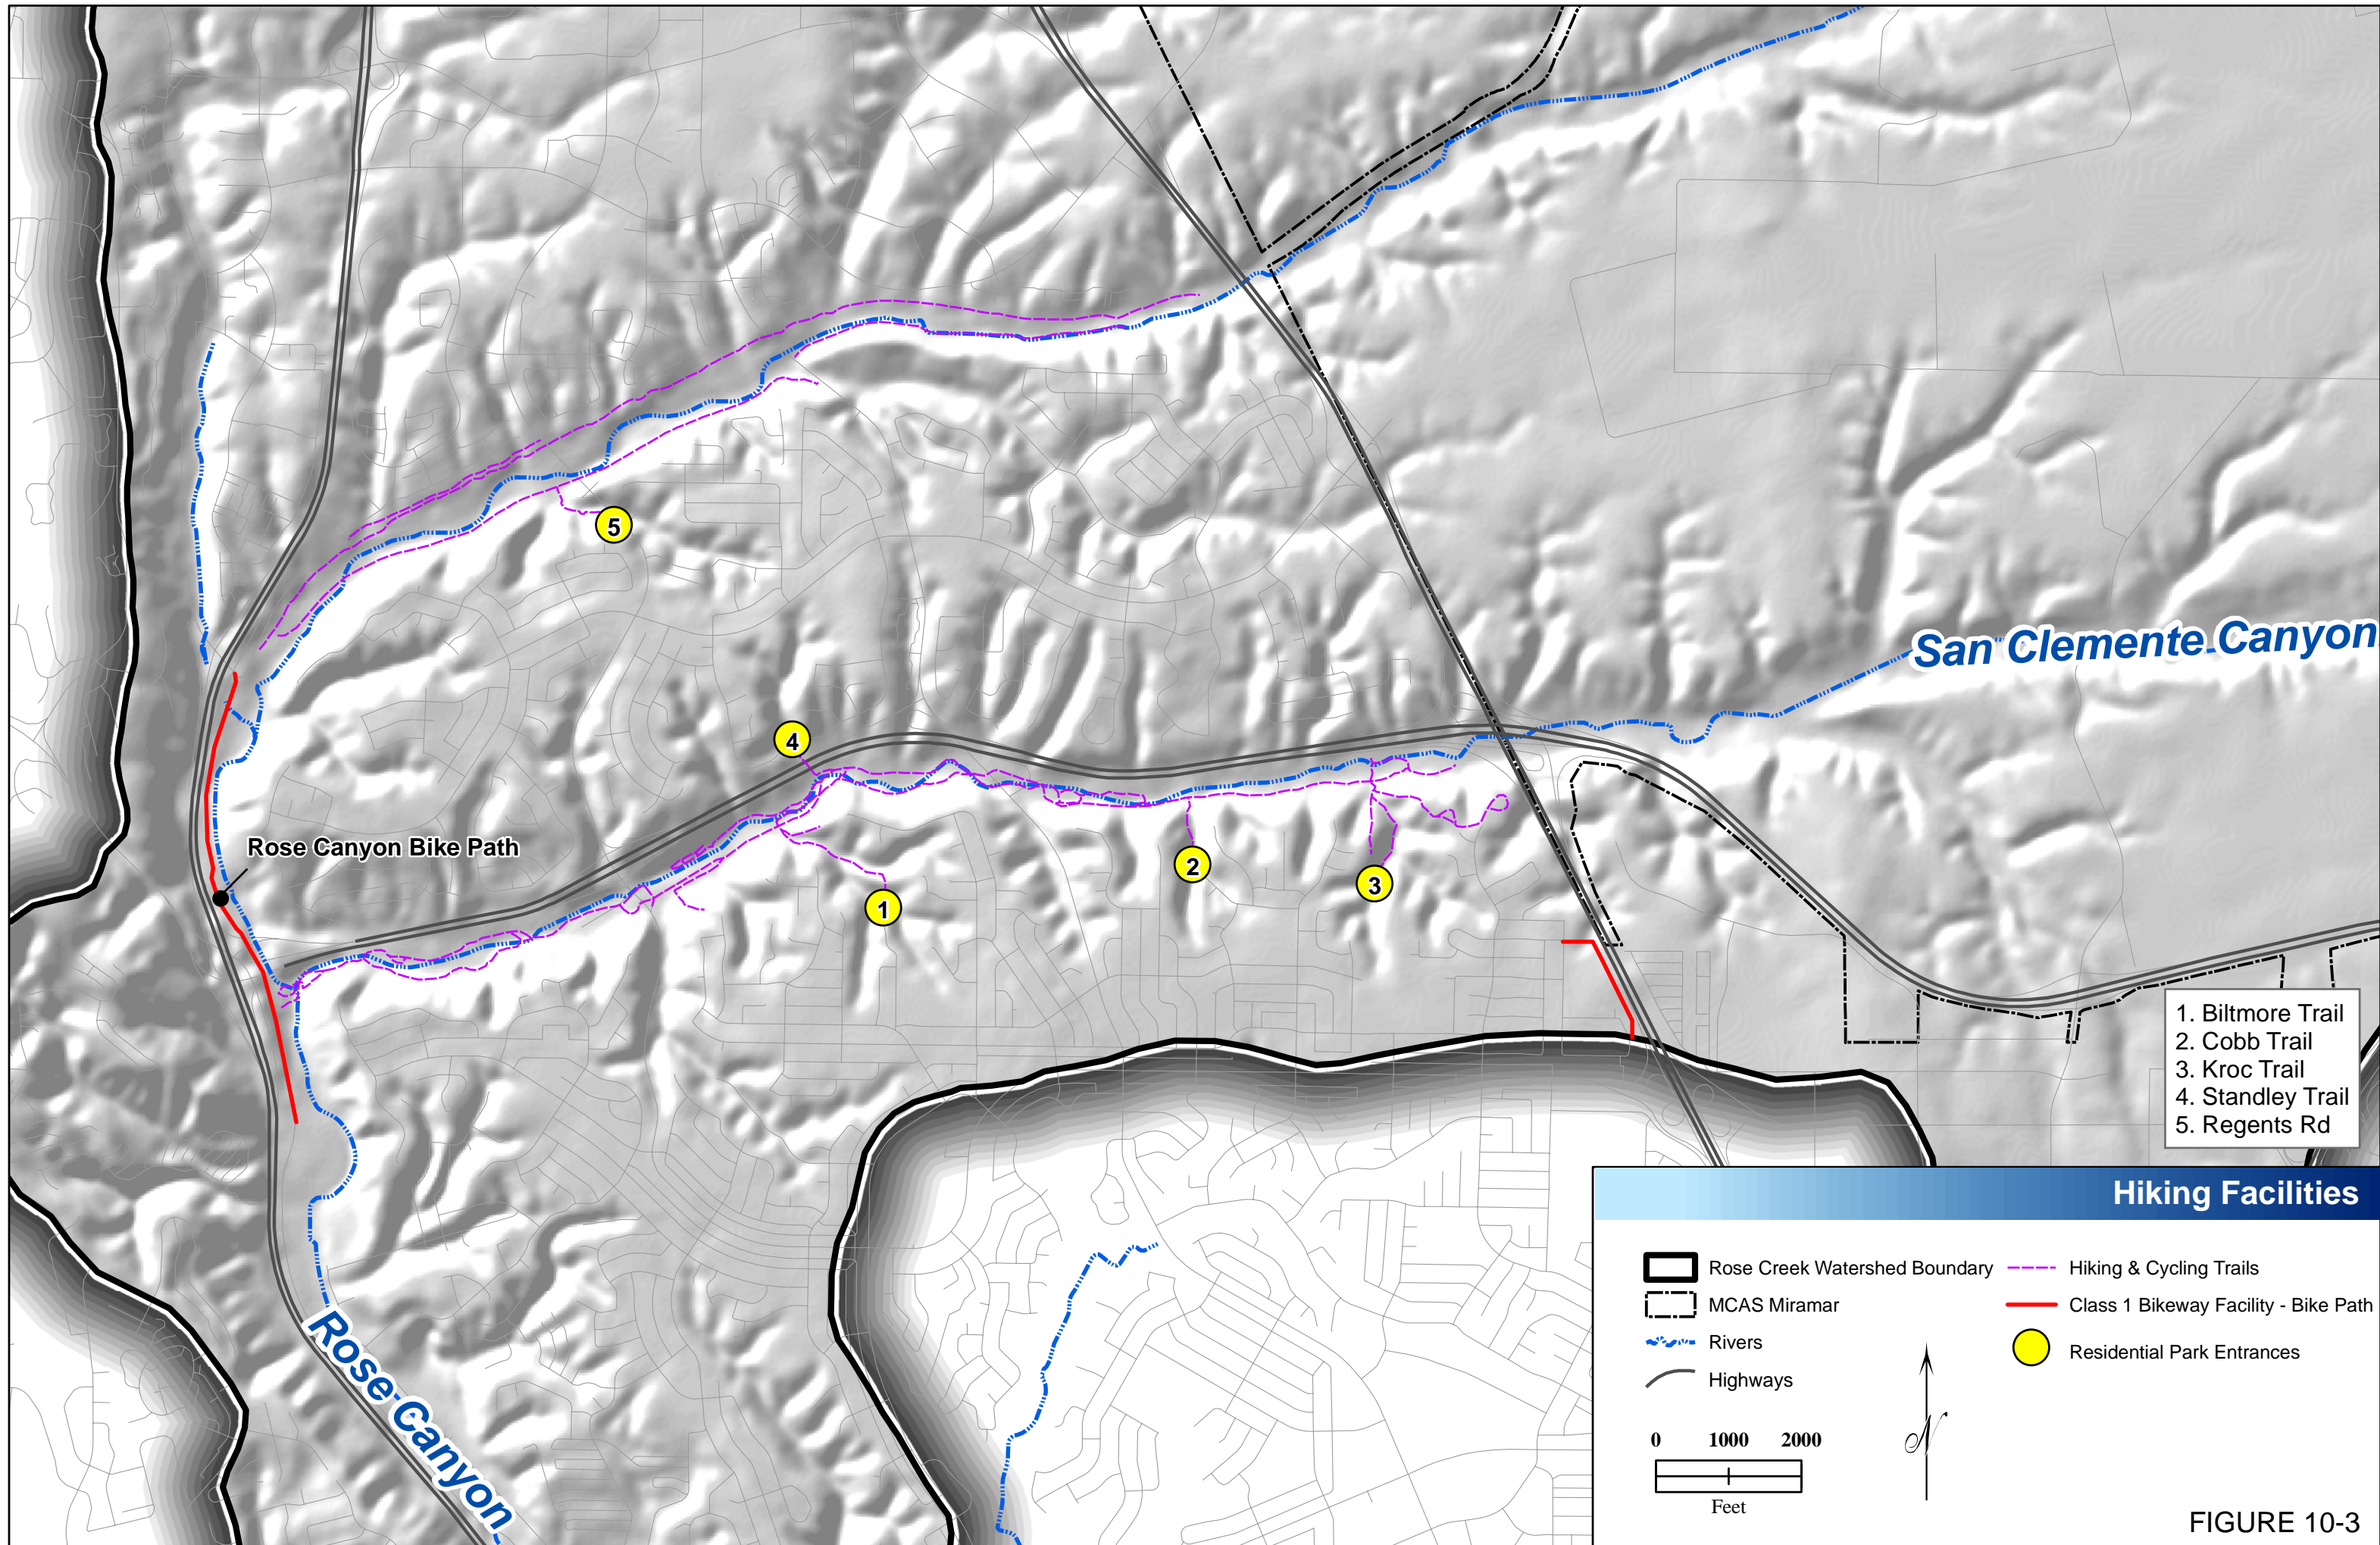 5
San Clemente Canyon
4
Rose Canyon Bike Path
2
3
1
1. Biltmore Trail
2. Cobb Trail
3. Kroc Trail
4. Standley Trail
5. Regents Rd
Hiking Facilities
Rose Creek Watershed Boundary
MCAS Miramar
Rivers
Highways
Hiking & Cycling Trails
Class 1 Bikeway Facility - Bike Path
Residential Park Entrances
0 1000 2000
Feet
N
Rose Canyon
FIGURE 10-3